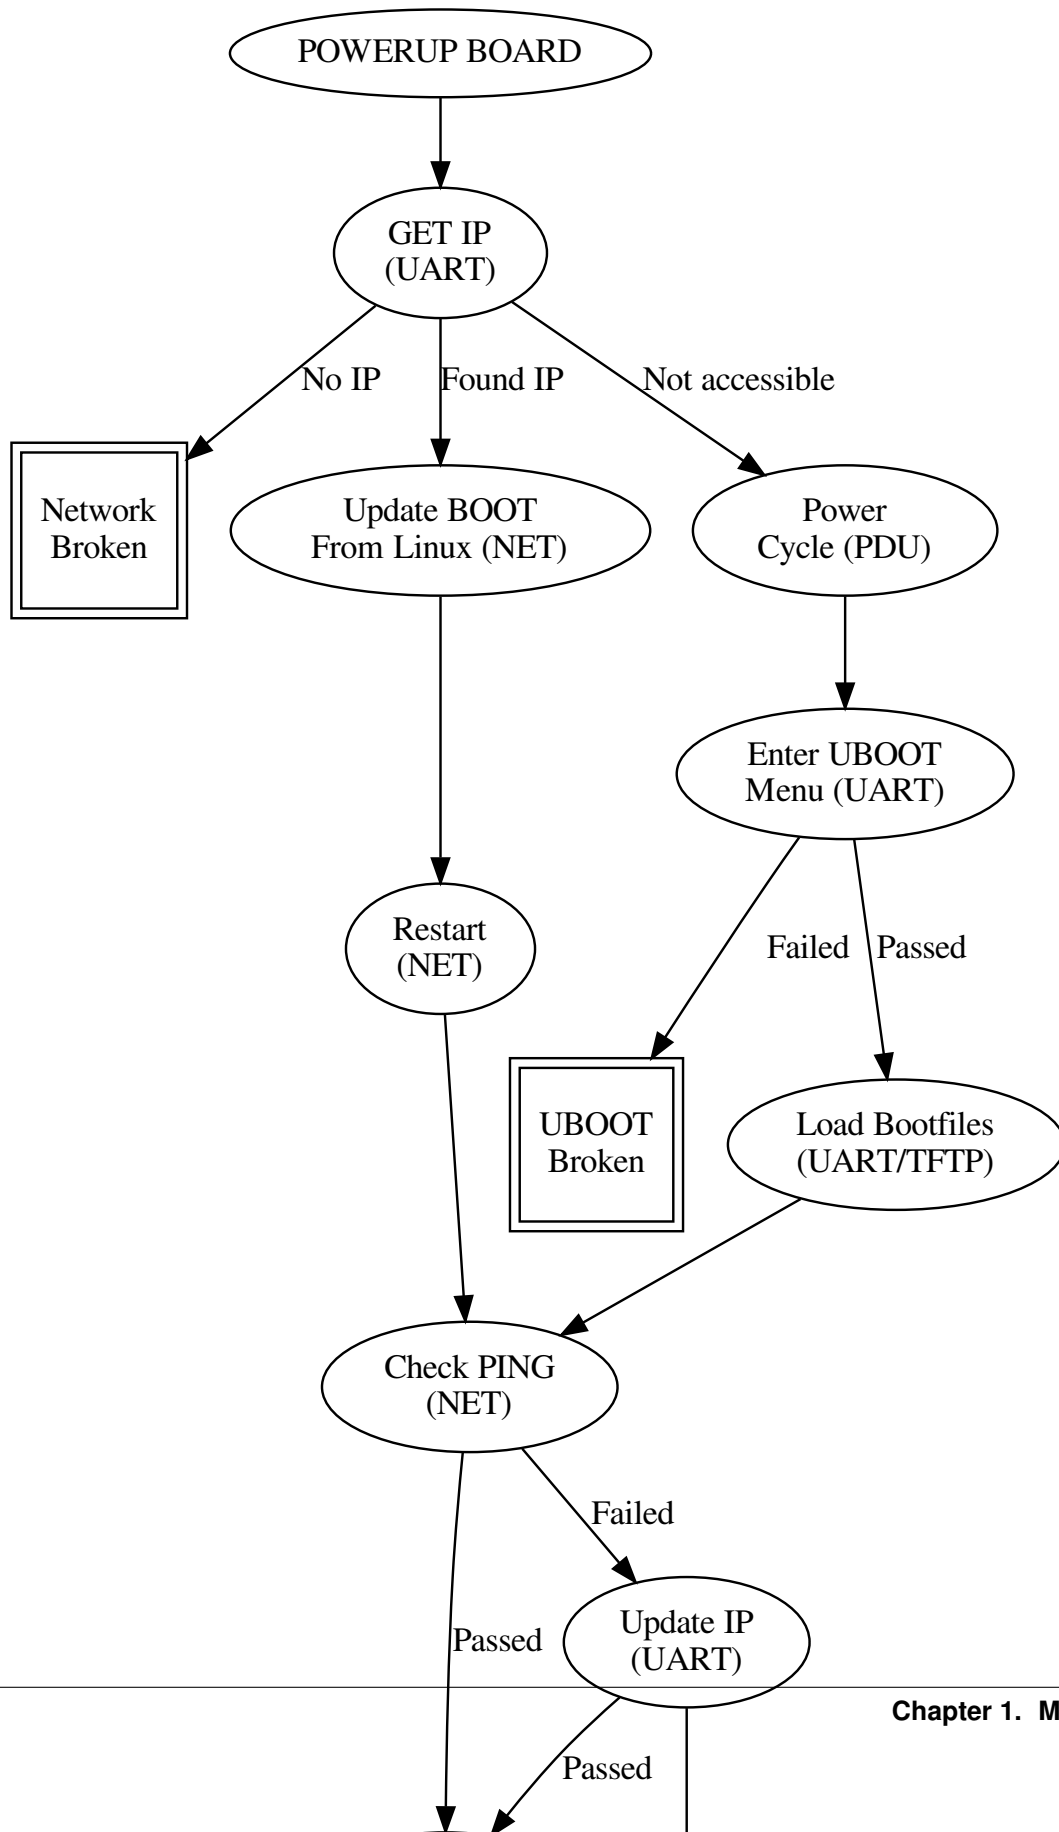 POWERUP BOARD
GET IP
(UART)
No IP
Found IP
Not accessible
Network
Broken
Update BOOT
From Linux (NET)
Power
Cycle (PDU)
Enter UBOOT
Menu (UART)
Restart
(NET)
Failed
Passed
UBOOT
Broken
Load Bootfiles
(UART/TFTP)
Check PING
(NET)
Failed
Update IP
(UART)
Passed
Chapter 1. M
Passed